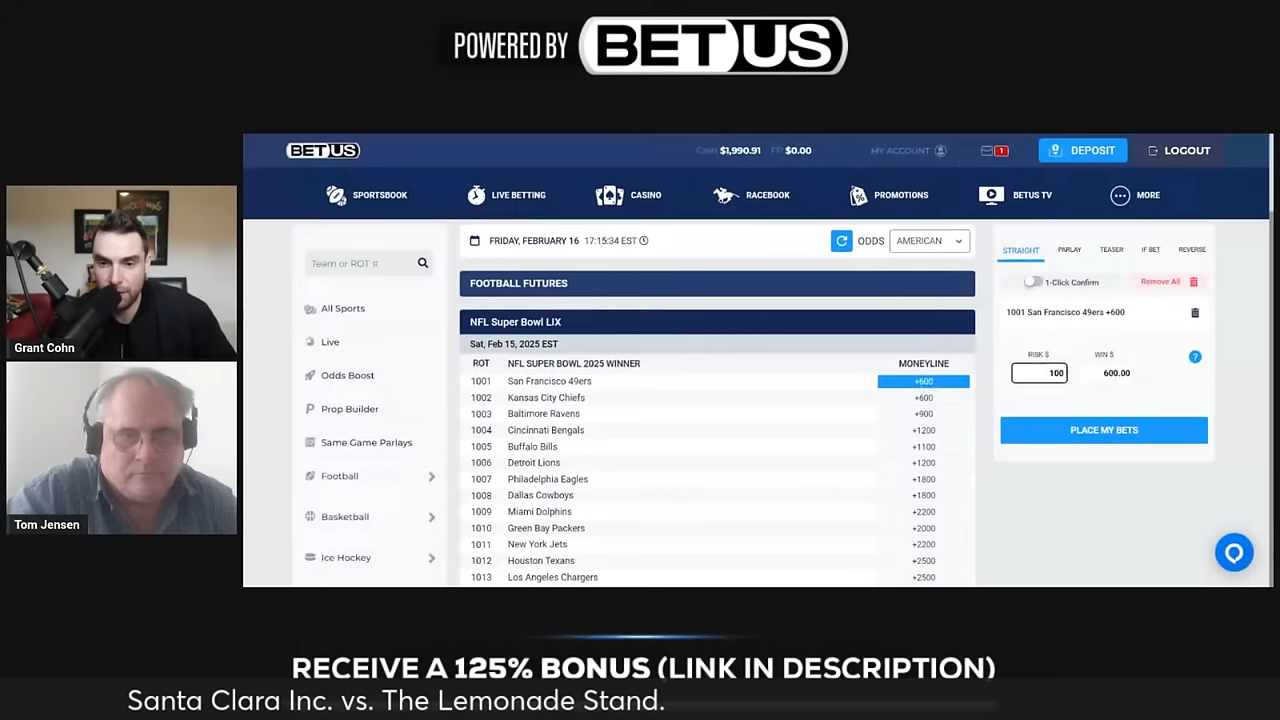 POWERED BY BETUS
BETUS
Cash $1,990.91 FP $0.00
MY ACCOUNT
1
DEPOSIT
LOGOUT
SPORTSBOOK
LIVE BETTING
CASINO
RACEBOOK
PROMOTIONS
BETUS TV
MORE
Team or ROT #
All Sports
Live
Odds Boost
Prop Builder
Same Game Parlays
Football
Basketball
Ice Hockey
FRIDAY, FEBRUARY 16 17:15:34 EST
ODDS AMERICAN
FOOTBALL FUTURES
NFL Super Bowl LIX
Sat, Feb 15, 2025 EST
ROT NFL SUPER BOWL 2025 WINNER MONEYLINE
1001 San Francisco 49ers +600
1002 Kansas City Chiefs +600
1003 Baltimore Ravens +900
1004 Cincinnati Bengals +1200
1005 Buffalo Bills +1100
1006 Detroit Lions +1200
1007 Philadelphia Eagles +1800
1008 Dallas Cowboys +1800
1009 Miami Dolphins +2200
1010 Green Bay Packers +2000
1011 New York Jets +2200
1012 Houston Texans +2500
1013 Los Angeles Chargers +2500
STRAIGHT PARLAY TEASER IF BET REVERSE
1-Click Confirm Remove All
1001 San Francisco 49ers +600
RISK $ WIN $
100 600.00
?
PLACE MY BETS
Grant Cohn
Tom Jensen
RECEIVE A 125% BONUS (LINK IN DESCRIPTION)
Santa Clara Inc. vs. The Lemonade Stand.